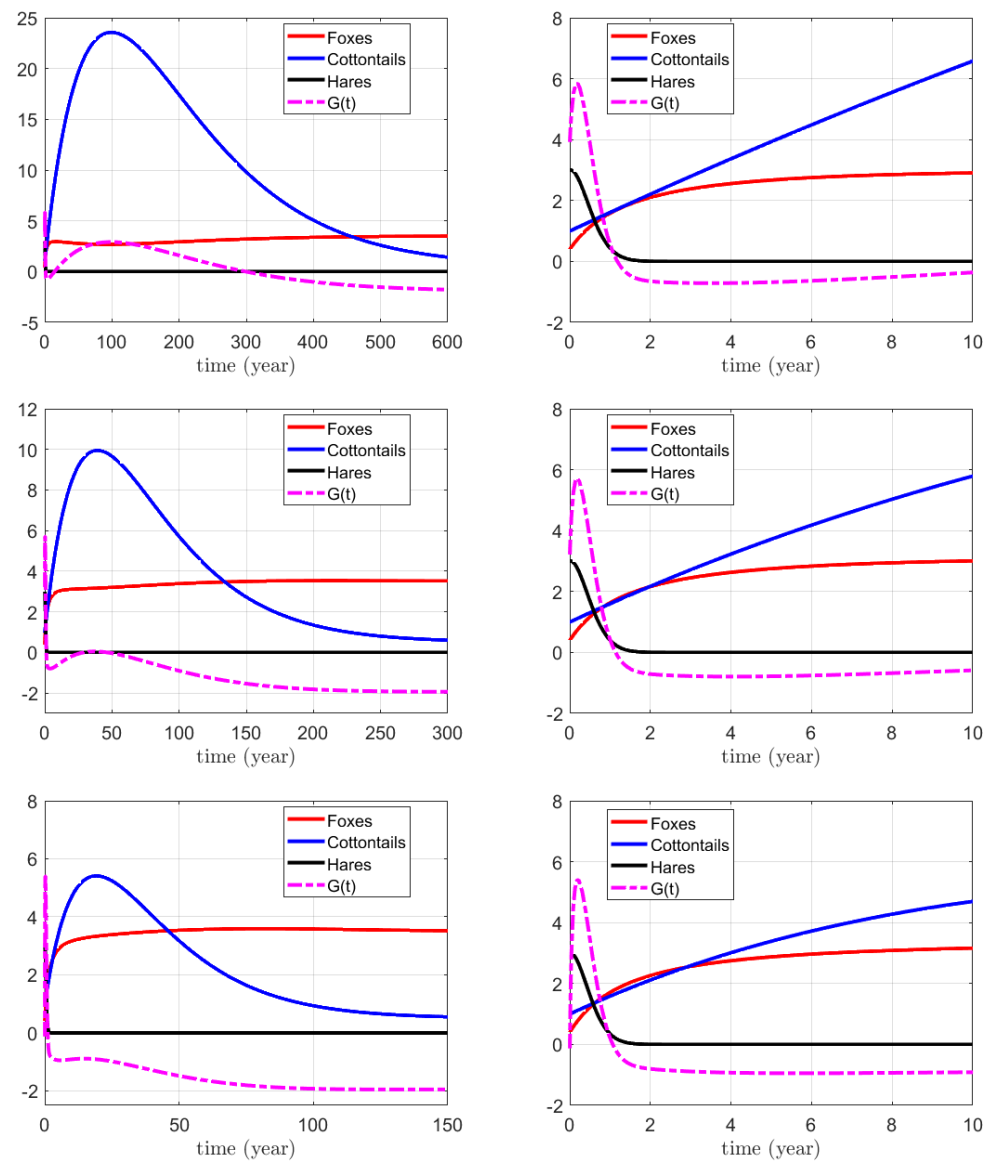 25
20
15
10
5
0
-5
0 100 200 300 400 500 600
time (year)
Foxes
Cottontails
Hares
G(t)
8
6
4
2
0
-2
0 2 4 6 8 10
time (year)
Foxes
Cottontails
Hares
G(t)
12
10
8
6
4
2
0
-2
0 50 100 150 200 250 300
time (year)
Foxes
Cottontails
Hares
G(t)
8
6
4
2
0
-2
0 2 4 6 8 10
time (year)
Foxes
Cottontails
Hares
G(t)
8
6
4
2
0
-2
0 50 100 150
time (year)
Foxes
Cottontails
Hares
G(t)
8
6
4
2
0
-2
0 2 4 6 8 10
time (year)
Foxes
Cottontails
Hares
G(t)